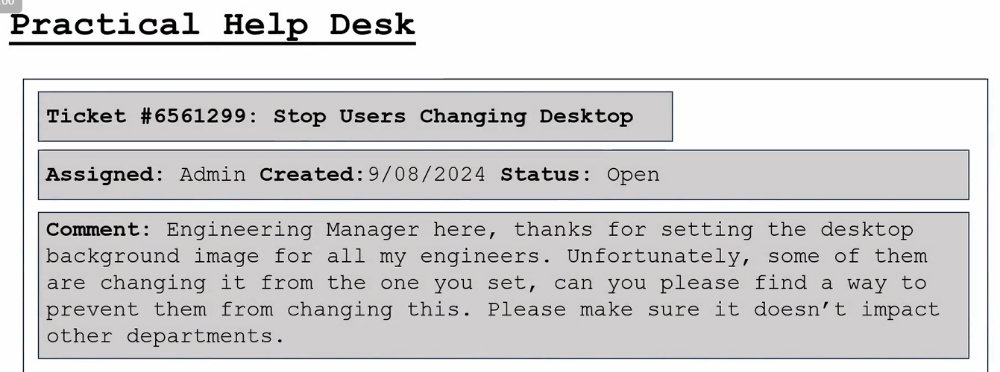 Practical Help Desk
Ticket #6561299: Stop Users Changing Desktop
Assigned: Admin Created:9/08/2024 Status: Open
Comment: Engineering Manager here, thanks for setting the desktop
background image for all my engineers. Unfortunately, some of them
are changing it from the one you set, can you please find a way to
prevent them from changing this. Please make sure it doesn’t impact
other departments.